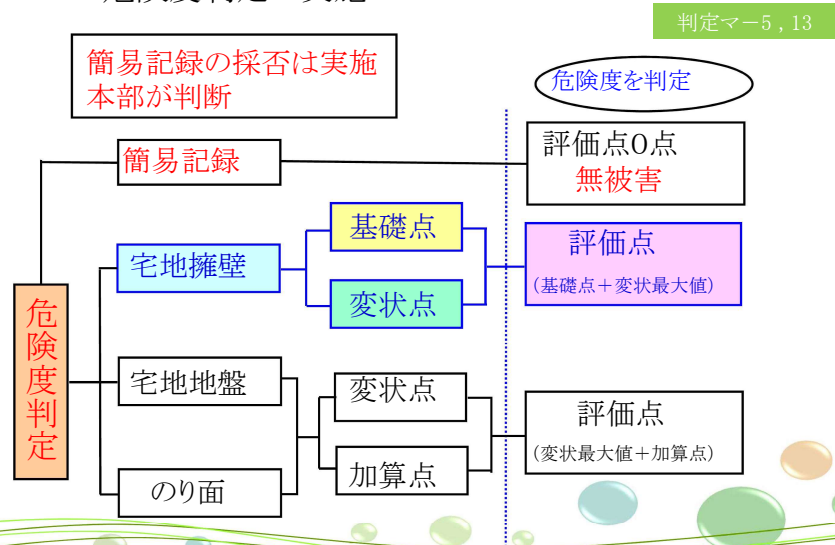 判定マー5，13
簡易記録の採否は実施
本部が判断
危険度を判定
簡易記録
評価点0点
無被害
宅地擁壁
基礎点
変状点
評価点
(基礎点＋変状最大値)
危険度判定
宅地地盤
のり面
変状点
加算点
評価点
(変状最大値＋加算点)